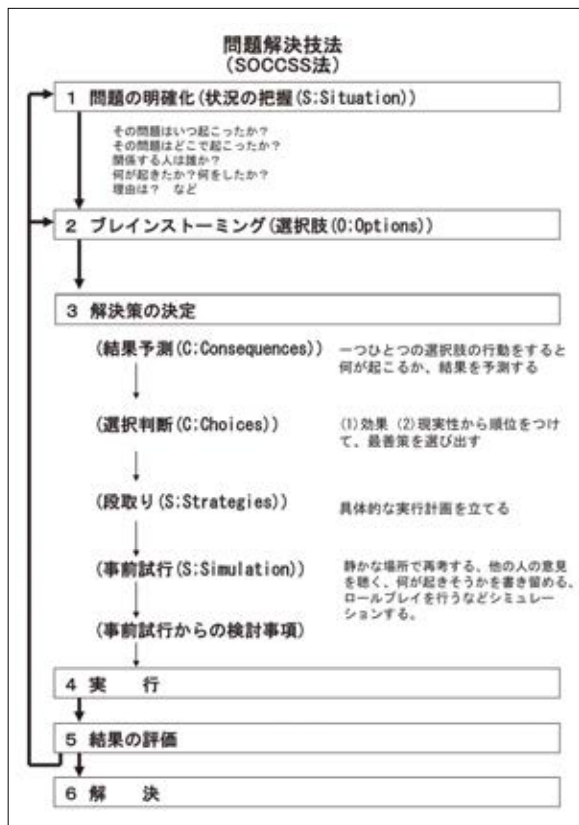 問題解決技法
(SOCCSS法)
1 問題の明確化(状況の把握(S:Situation))
その問題はいつ起こったか?
その問題はどこで起こったか?
関係する人は誰か?
何が起きたか?何をしたか?
理由は? など
2 ブレインストーミング(選択肢(O:Options))
3 解決策の決定
(結果予測(C:Consequences))
一つひとつの選択肢の行動をすると
何が起こるか、結果を予測する
(選択判断(C:Choices))
(1)効果 (2)現実性から順位をつけ
て、最善策を選び出す
(段取り(S:Strategies))
具体的な実行計画を立てる
(事前試行(S:Simulation))
静かな場所で再考する、他の人の意見
を聴く、何が起きそうかを書き留める、
ロールプレイを行うなどシミュレー
ションする。
(事前試行からの検討事項)
4 実 行
5 結果の評価
6 解 決